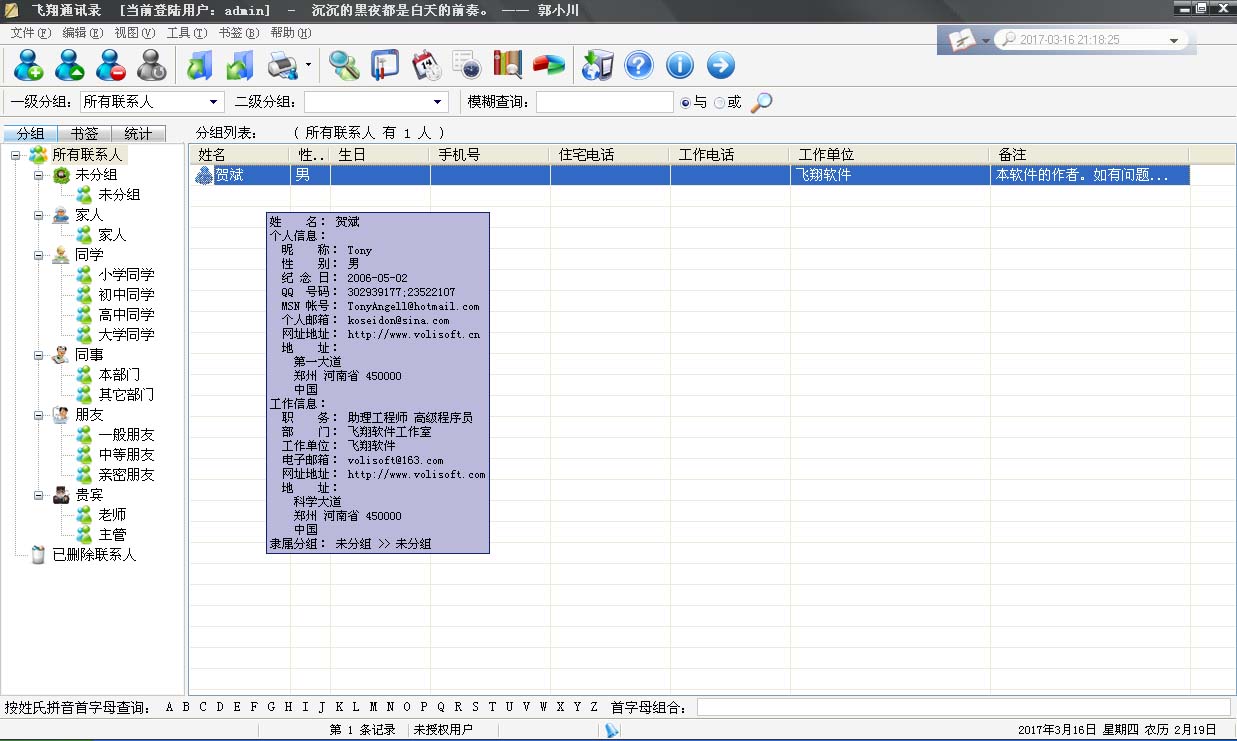 飞翔通讯录 [当前登陆用户: admin] - 沉沉的黑夜都是白天的前奏。 —— 郭小川
文件(F) 编辑(E) 视图(V) 工具(T) 书签(B) 帮助(H)
2017-03-16 21:18:25
一级分组: 所有联系人 二级分组: 模糊查询: 与 或
分组 书签 统计 分组列表: ( 所有联系人 有 1 人 )
姓名 性.. 生日 手机号 住宅电话 工作电话 工作单位 备注
贺斌 男 飞翔软件 本软件的作者。如有问题...
所有联系人
未分组
未分组
家人
家人
同学
小学同学
初中同学
高中同学
大学同学
同事
本部门
其它部门
朋友
一般朋友
中等朋友
亲密朋友
贵宾
老师
主管
已删除联系人
姓 名: 贺斌
个人信息:
昵 称: Tony
性 别: 男
纪 念 日: 2006-05-02
QQ 号码: 302939177;23522107
MSN 帐号: TonyAngell@hotmail.com
个人邮箱: koseidon@sina.com
网址地址: http://www.volisoft.cn
地 址:
第一大道
郑州 河南省 450000
中国
工作信息:
职 务: 助理工程师 高级程序员
部 门: 飞翔软件工作室
工作单位: 飞翔软件
电子邮箱: volisoft@163.com
网址地址: http://www.volisoft.com
地 址:
科学大道
郑州 河南省 450000
中国
隶属分组: 未分组 >> 未分组
按姓氏拼音首字母查询: A B C D E F G H I J K L M N O P Q R S T U V W X Y Z 首字母组合:
第 1 条记录 未授权用户 2017年3月16日 星期四 农历 2月19日